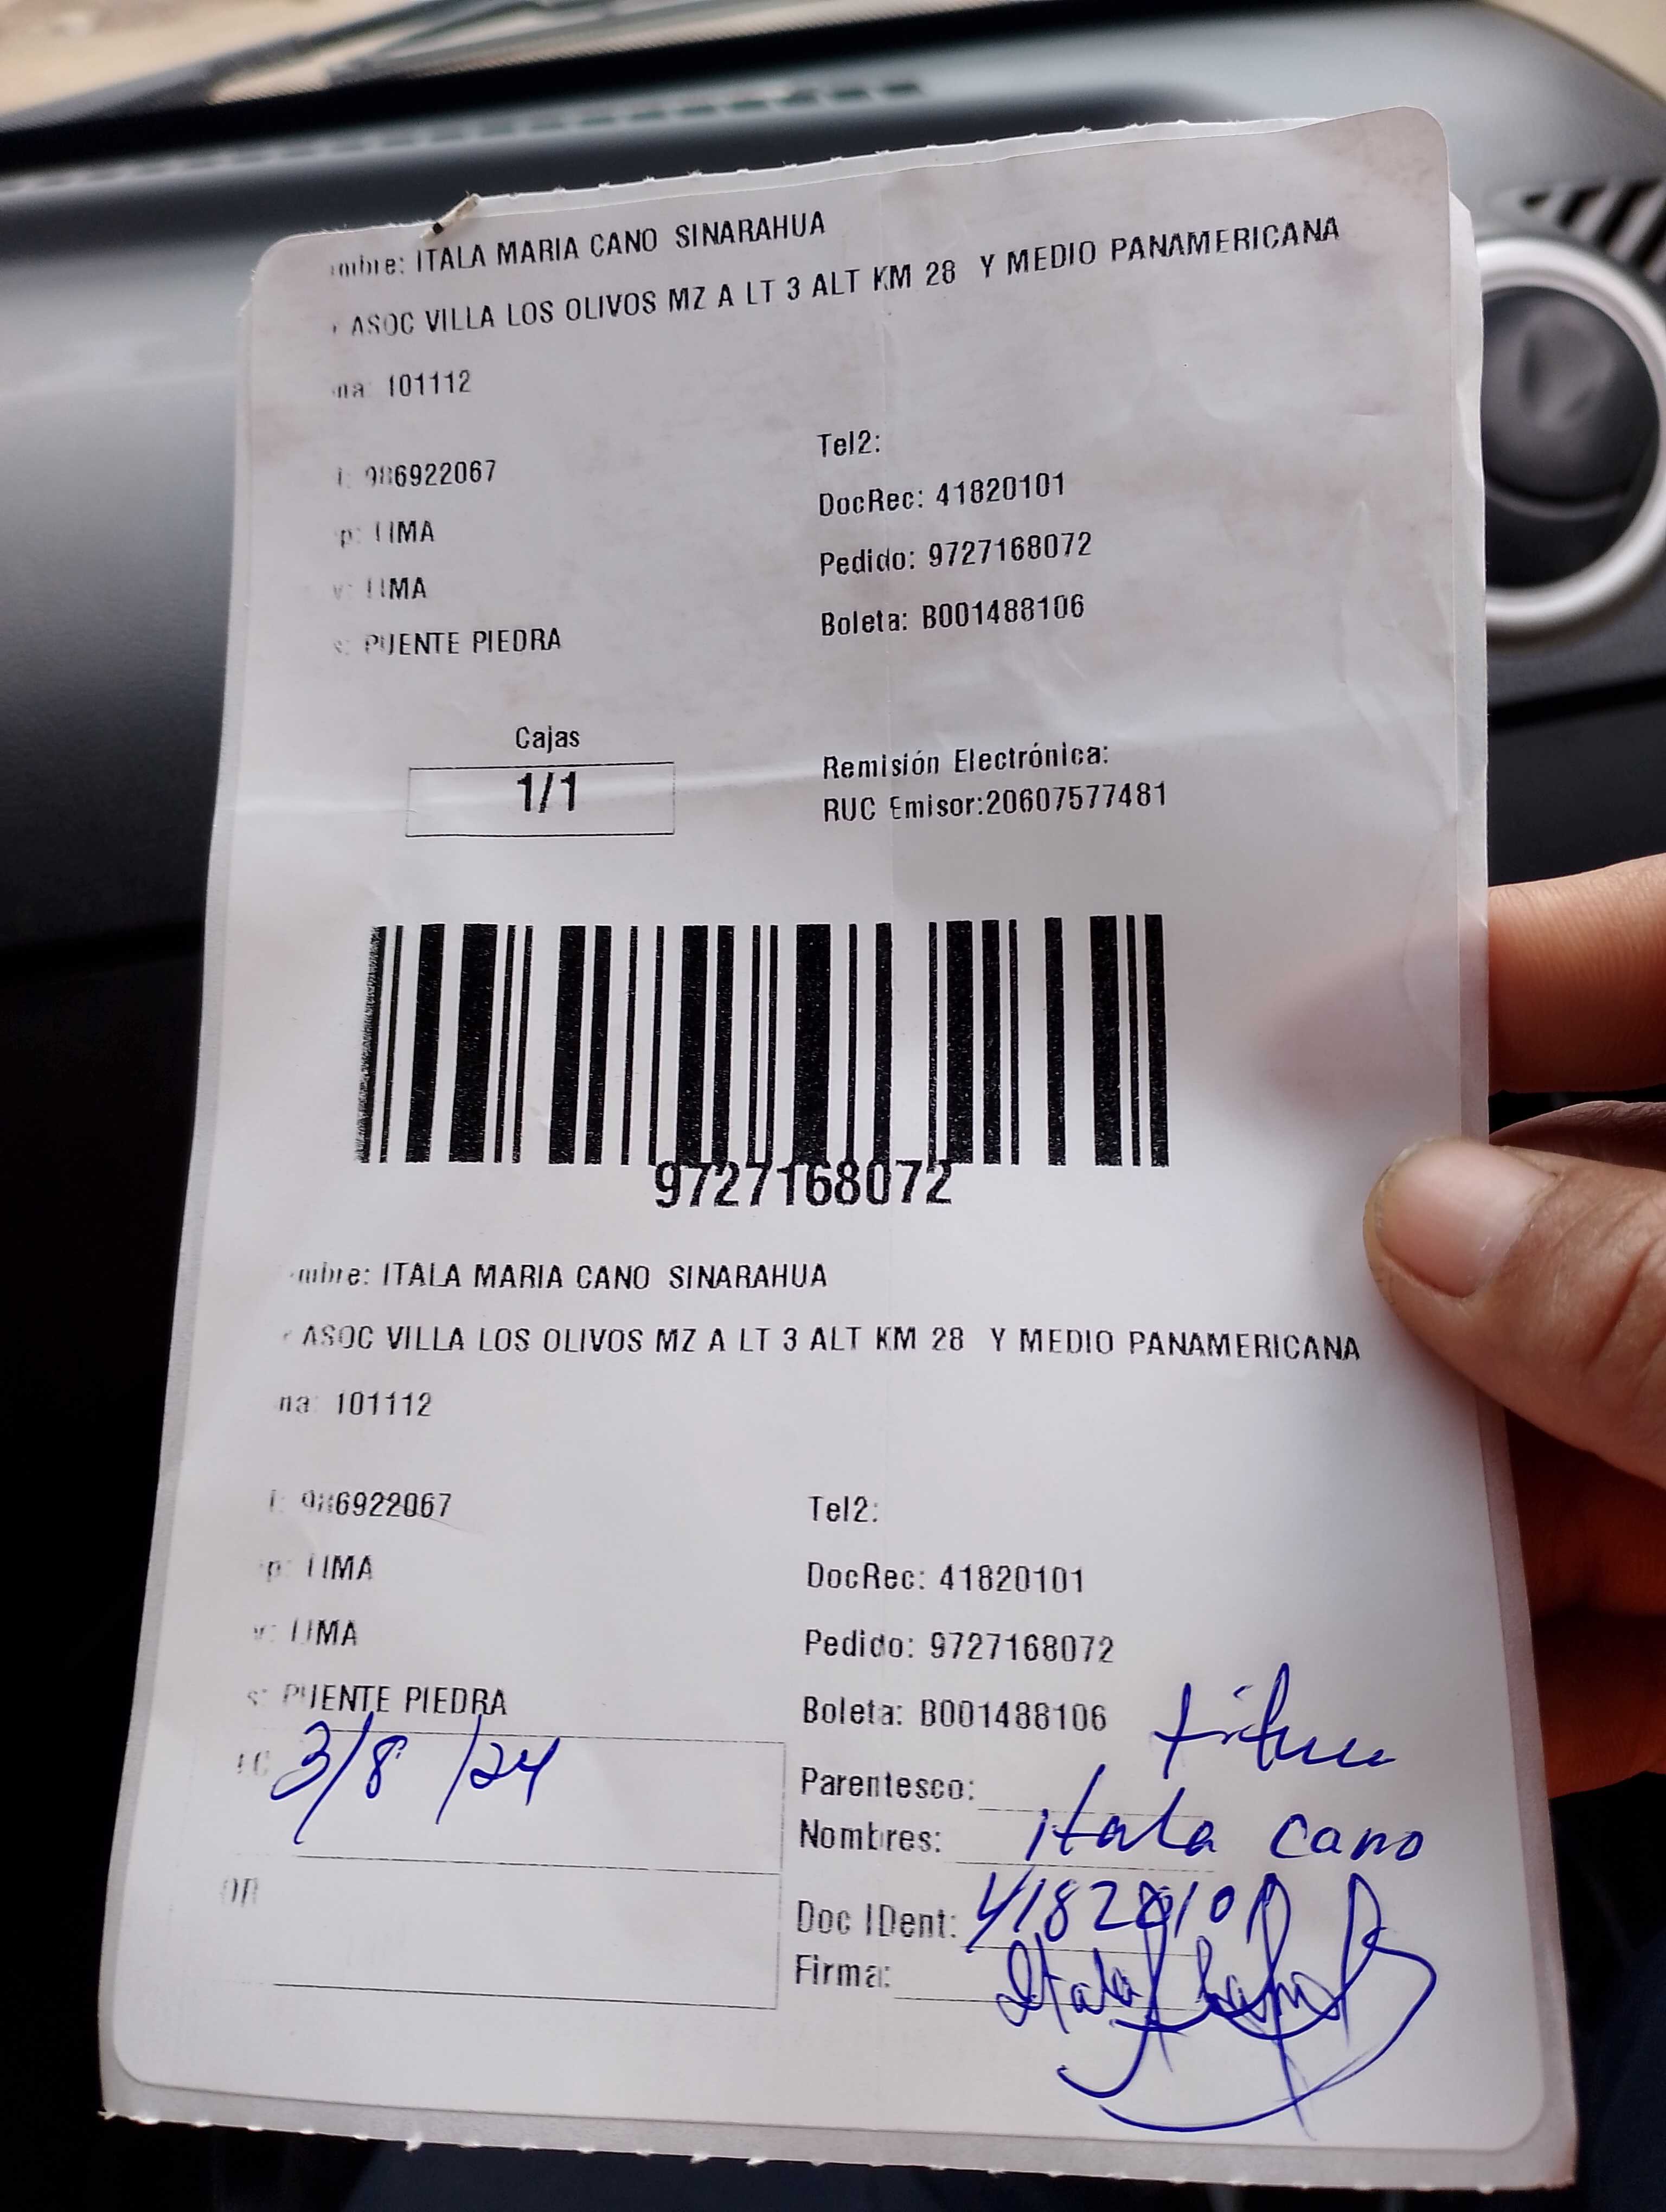 mbre: ITALA MARIA CANO SINARAHUA
ASOC VILLA LOS OLIVOS MZ A LT 3 ALT KM 28 Y MEDIO PANAMERICANA
na: 101112
Tel2:
: 986922067
DocRec: 41820101
p: LIMA
Pedido: 9727168072
v: LIMA
Boleta: B001488106
s: PUENTE PIEDRA
Cajas
1/1
Remisión Electrónica:
RUC Emisor:20607577481
9727168072
mbre: ITALA MARIA CANO SINARAHUA
ASOC VILLA LOS OLIVOS MZ A LT 3 ALT KM 28 Y MEDIO PANAMERICANA
na: 101112
: 986922067
Tel2:
p: LIMA
DocRec: 41820101
v: LIMA
Pedido: 9727168072
s: PUENTE PIEDRA
Boleta: B001488106
3/8/24
Parentesco:
Nombres: itala cano
OR
Doc IDent: 41820101
Firma: Itala